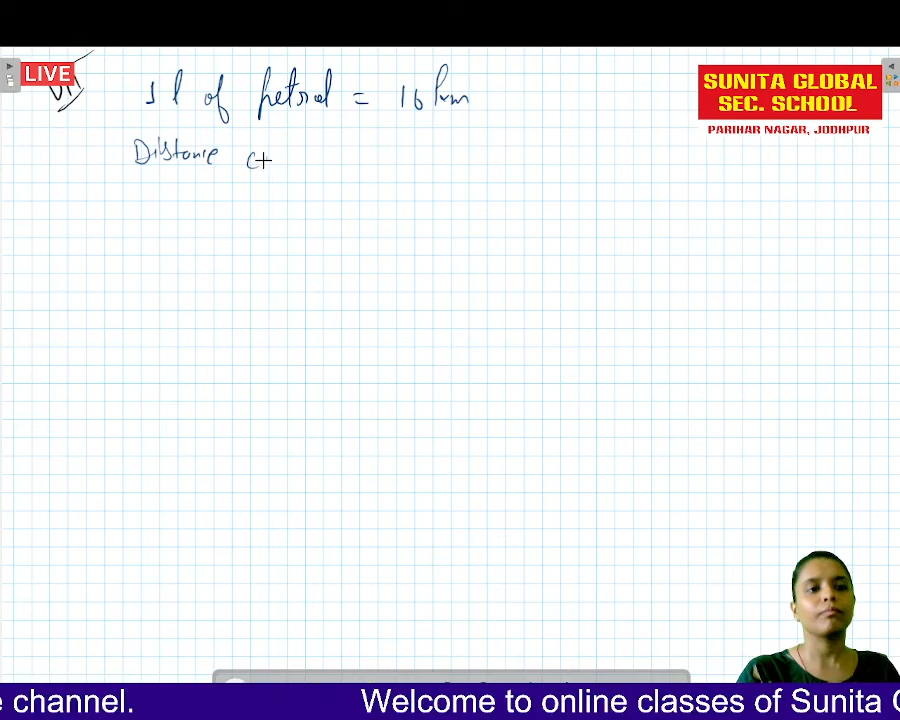 LIVE
VII)
1 l of petrol = 16 km
Distance c
SUNITA GLOBAL
SEC. SCHOOL
PARIHAR NAGAR, JODHPUR
e channel.
Welcome to online classes of Sunita G